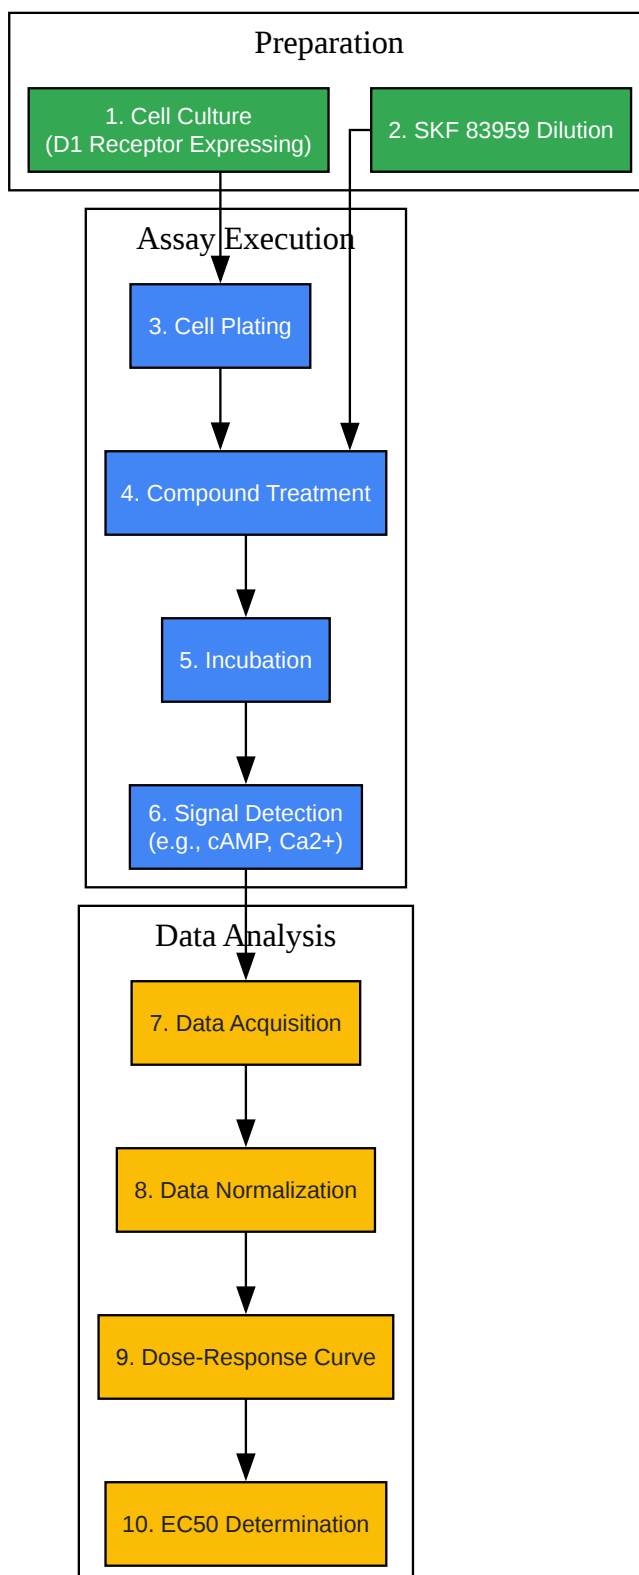 Preparation
1. Cell Culture
(D1 Receptor Expressing)
2. SKF 83959 Dilution
Assay Execution
3. Cell Plating
4. Compound Treatment
5. Incubation
6. Signal Detection
(e.g., cAMP, Ca2+)
Data Analysis
7. Data Acquisition
8. Data Normalization
9. Dose-Response Curve
10. EC50 Determination